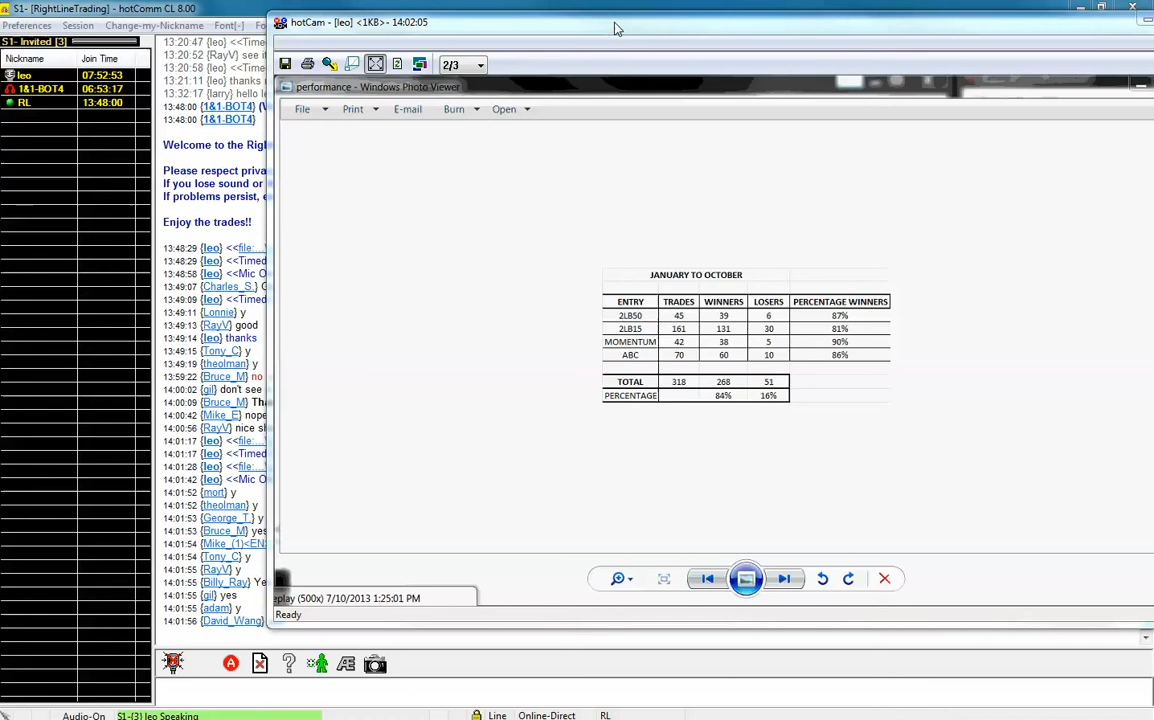 S1- [RightLineTrading] - hotComm CL 8.00
Preferences Session Change-my-Nickname Font[-]
S1- Invited [3]
Nickname Join Time
leo 07:52:53
1&1-BOT4 06:53:17
RL 13:48:00
13:20:47 {leo} <<Time
13:20:52 {RayV} see i
13:20:58 {leo} <<Time
13:21:11 {leo} thanks
13:32:17 {larry} hello l
13:48:00 {1&1-BOT4} (V
13:48:00 {1&1-BOT4}
Welcome to the Righ
Please respect priva
If you lose sound or
If problems persist, e
Enjoy the trades!!
13:48:29 {leo} <<file:...\
13:48:29 {leo} <<Timed
13:48:58 {leo} <<Mic O
13:49:07 {Charles_S.} G
13:49:09 {leo} <<Timed
13:49:11 {Lonnie} y
13:49:13 {RayV} good
13:49:14 {leo} thanks
13:49:15 {Tony_C} y
13:49:19 {theolman} y
13:59:22 {Bruce_M} no
14:00:02 {gil} don't see
14:00:09 {Bruce_M} Tha
14:00:42 {Mike_E} nope
14:00:56 {RayV} nice s
14:01:17 {leo} <<file:...\
14:01:17 {leo} <<Timed
14:01:28 {leo} <<file:...\
14:01:42 {leo} <<Mic O
14:01:52 {mort} y
14:01:52 {theolman} y
14:01:53 {George_T.} y
14:01:53 {Bruce_M} yes
14:01:54 {Mike_(1)<EN
14:01:54 {Tony_C} y
14:01:55 {RayV} y
14:01:55 {Billy_Ray} Ye
14:01:55 {gil} yes
14:01:56 {adam} y
14:01:56 {David_Wang}
hotCam - [leo] <1KB>- 14:02:05
2/3
performance - Windows Photo Viewer
File Print E-mail Burn Open
JANUARY TO OCTOBER
ENTRY TRADES WINNERS LOSERS PERCENTAGE WINNERS
2LB50 45 39 6 87%
2LB15 161 131 30 81%
MOMENTUM 42 38 5 90%
ABC 70 60 10 86%
TOTAL 318 268 51
PERCENTAGE 84% 16%
eplay (500x) 7/10/2013 1:25:01 PM
Ready
Audio-On S1-(3) leo Speaking Line Online-Direct RL